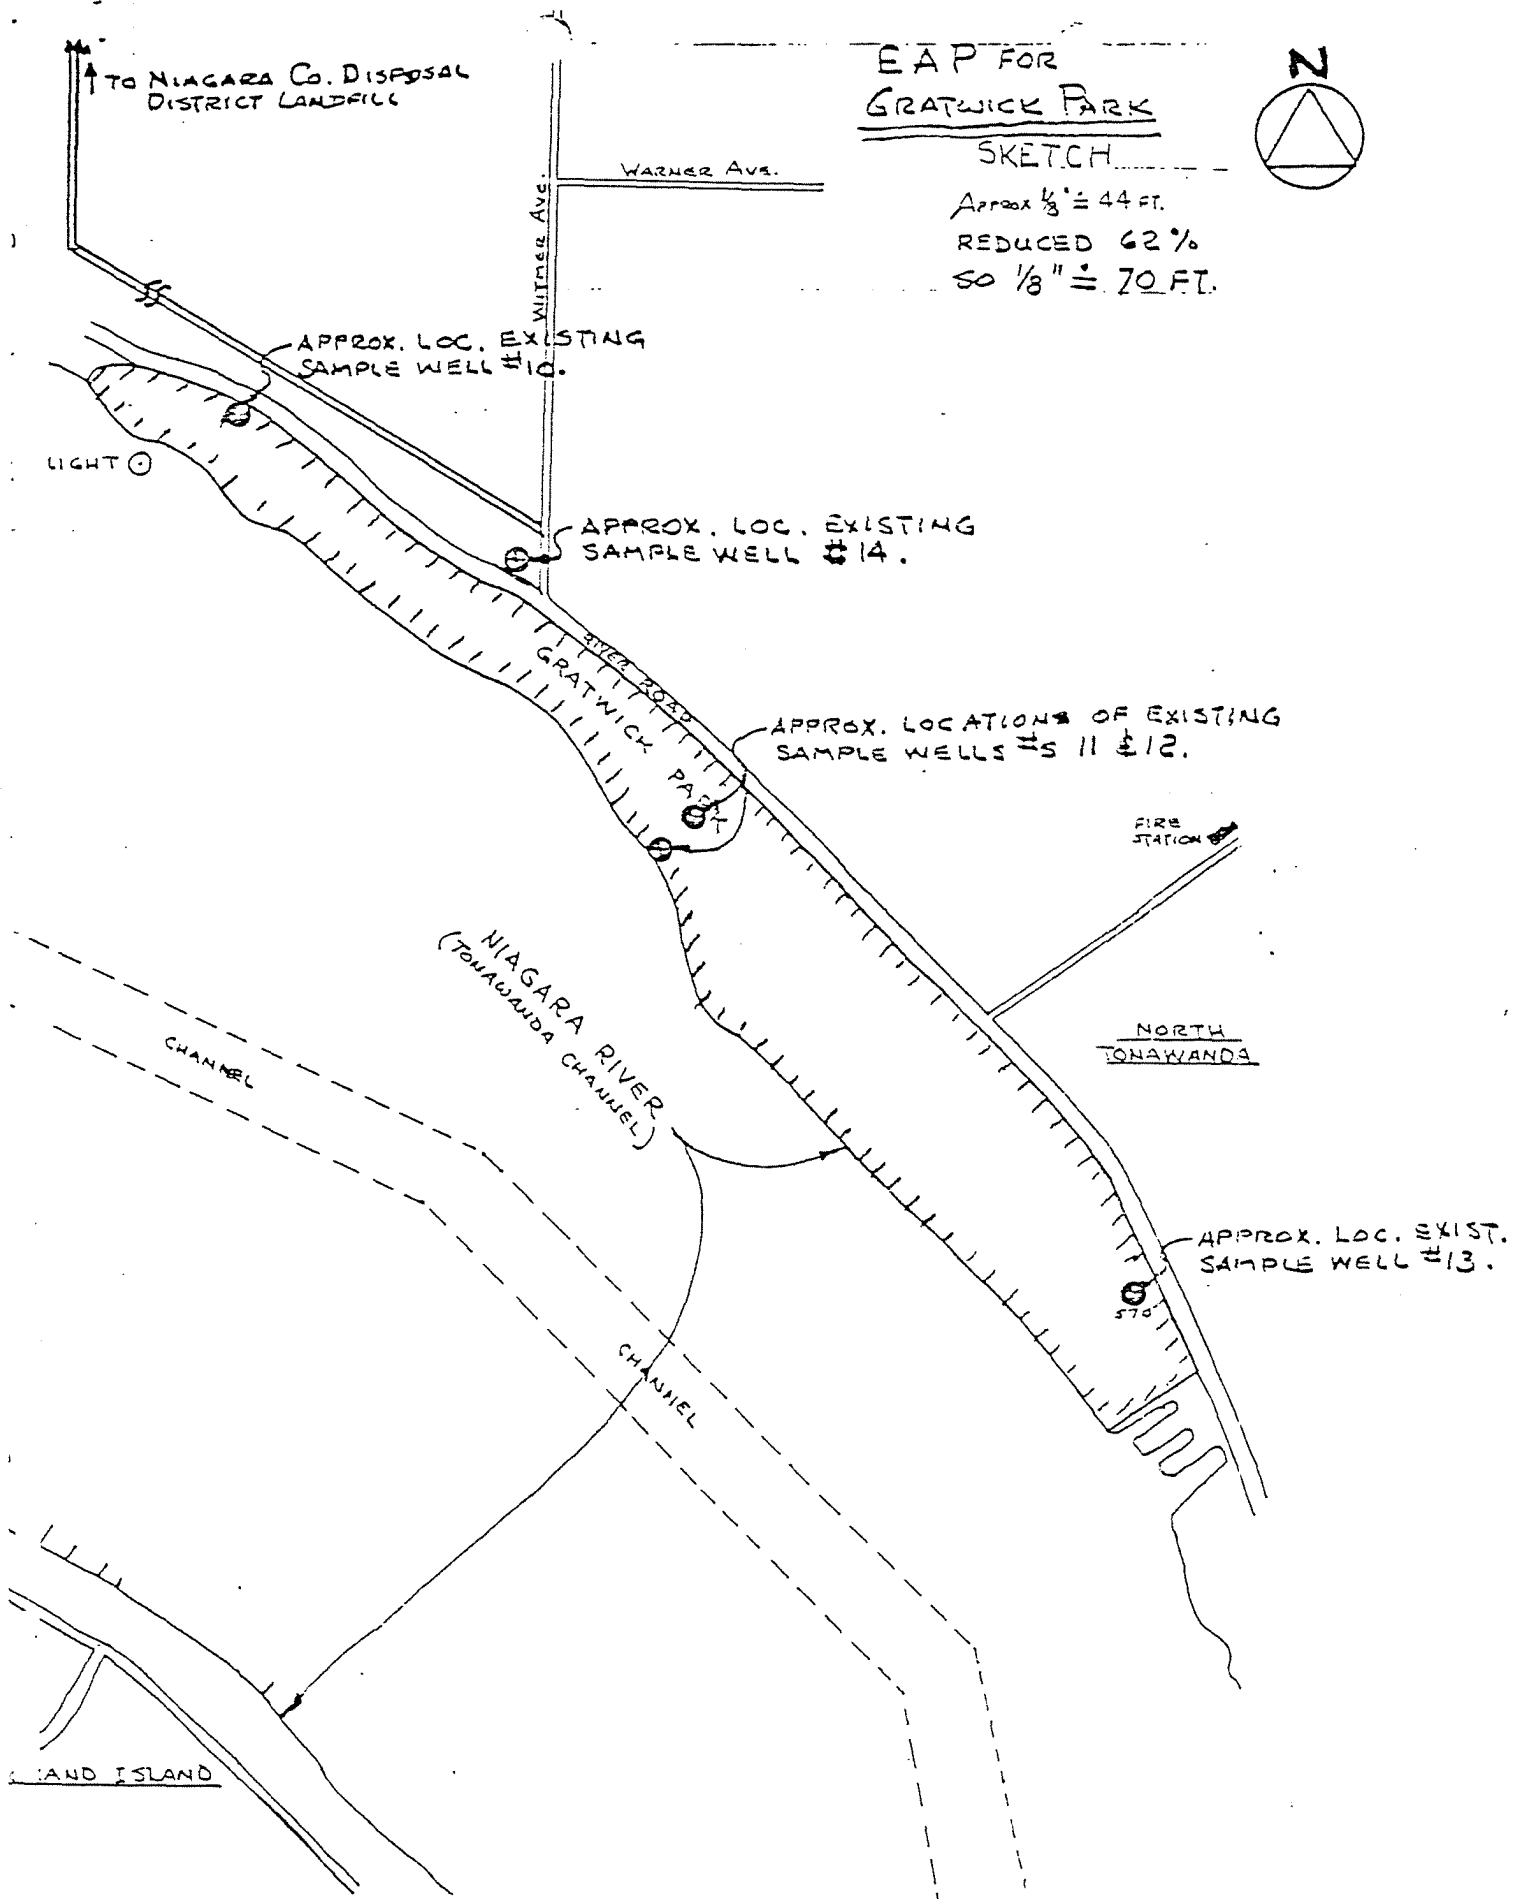 EAP FOR
GRATWICK PARK
SKETCH
APPROX 1/8" ≐ 44 FT.
REDUCED 62%
SO 1/8" ≐ 70 FT.
N
TO NIAGARA CO. DISPOSAL
DISTRICT LANDFILL
WARNER AVE.
WITMER AVE.
APPROX. LOC. EXISTING
SAMPLE WELL #10.
LIGHT
APPROX. LOC. EXISTING
SAMPLE WELL #14.
RIVER ROAD
GRATWICK PARK
APPROX. LOCATIONS OF EXISTING
SAMPLE WELLS #S 11 & 12.
FIRE
STATION
NIAGARA RIVER
(TONAWANDA CHANNEL)
NORTH
TONAWANDA
CHANNEL
APPROX. LOC. EXIST.
SAMPLE WELL #13.
570
CHANNEL
AND ISLAND